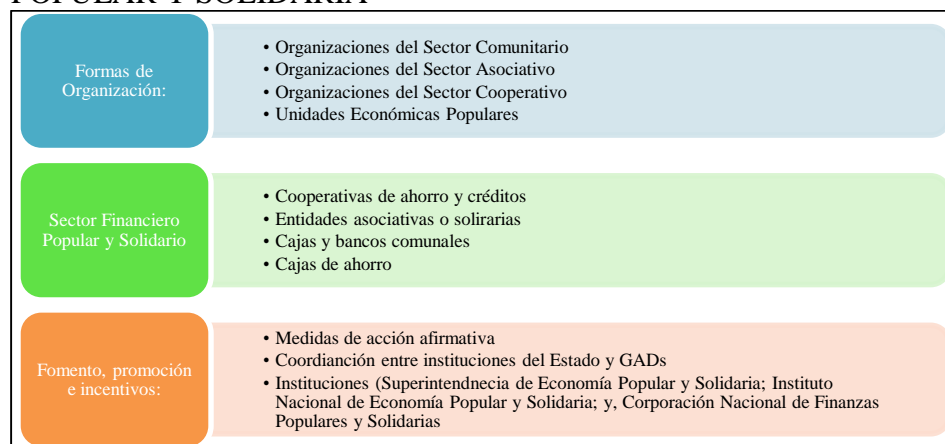 POPULAR Y SOLIDARIA
Formas de
Organización:
• Organizaciones del Sector Comunitario
• Organizaciones del Sector Asociativo
• Organizaciones del Sector Cooperativo
• Unidades Económicas Populares
Sector Financiero
Popular y Solidario
• Cooperativas de ahorro y créditos
• Entidades asociativas o solirarias
• Cajas y bancos comunales
• Cajas de ahorro
Fomento, promoción
e incentivos:
• Medidas de acción afirmativa
• Coordianción entre instituciones del Estado y GADs
• Instituciones (Superintendnecia de Economía Popular y Solidaria; Instituto
Nacional de Economía Popular y Solidaria; y, Corporación Nacional de Finanzas
Populares y Solidarias